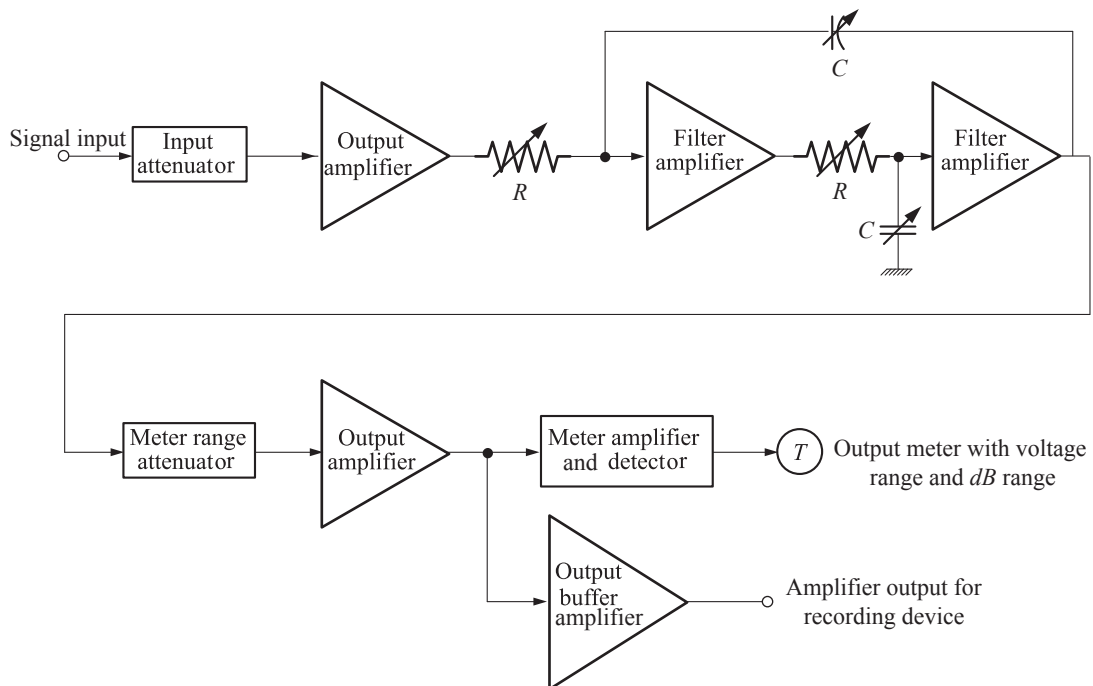 Signal input
Input
attenuator
Output
amplifier
R
C
Filter
amplifier
R
C
Filter
amplifier
Meter range
attenuator
Output
amplifier
Meter amplifier
and detector
T
Output meter with voltage
range and dB range
Output
buffer
amplifier
Amplifier output for
recording device